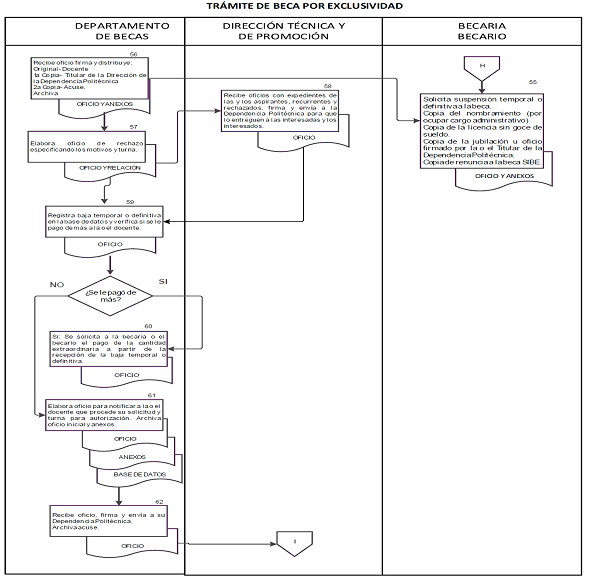 TRÁMITE DE BECA POR EXCLUSIVIDAD
DEPARTAMENTO
DE BECAS
DIRECCIÓN TÉCNICA Y
DE PROMOCIÓN
BECARIA
BECARIO
56
Recibe oficio firma y distribuye:
Original- Docente
1a Copia- Titular de la Dirección de
la Dependencia Politécnica
2a Copia- Acuse.
Archiva
OFICIO Y ANEXOS
57
Elabora oficio de rechazo
especificando los motivos y turna.
OFICIO Y RELACIÓN
58
Recibe oficios con expedientes de
las y los aspirantes, recurrentes y
rechazados, firma y envía a la
Dependencia Politécnica para que
lo entreguen a las interesadas y los
interesados.
OFICIO
H
55
Solicita suspensión temporal o
definitiva a la beca.
Copia del nombramiento (por
ocupar cargo administrativo)
Copia de la licencia sin goce de
sueldo.
Copia de la jubilación u oficio
firmado por la o el Titular de la
Dependencia Politécnica.
Copia de renuncia a la beca SIBE.
OFICIO Y ANEXOS
59
Registra baja temporal o definitiva
en la base de datos y verifica si se le
pago de más a la o el docente.
OFICIO
NO
SI
¿Se le pagó de
más?
60
Si: Se solicita a la becaria o el
becario el pago de la cantidad
extraordinaria a partir de la
recepción de la baja temporal o
definitiva.
OFICIO
61
Elabora oficio para notificar a la o el
docente que procede su solicitud y
turna para autorización. Archiva
oficio inicial y anexos.
OFICIO
ANEXOS
BASE DE DATOS
62
Recibe oficio, firma y envía a su
Dependencia Politécnica.
Archiva acuse.
OFICIO
I